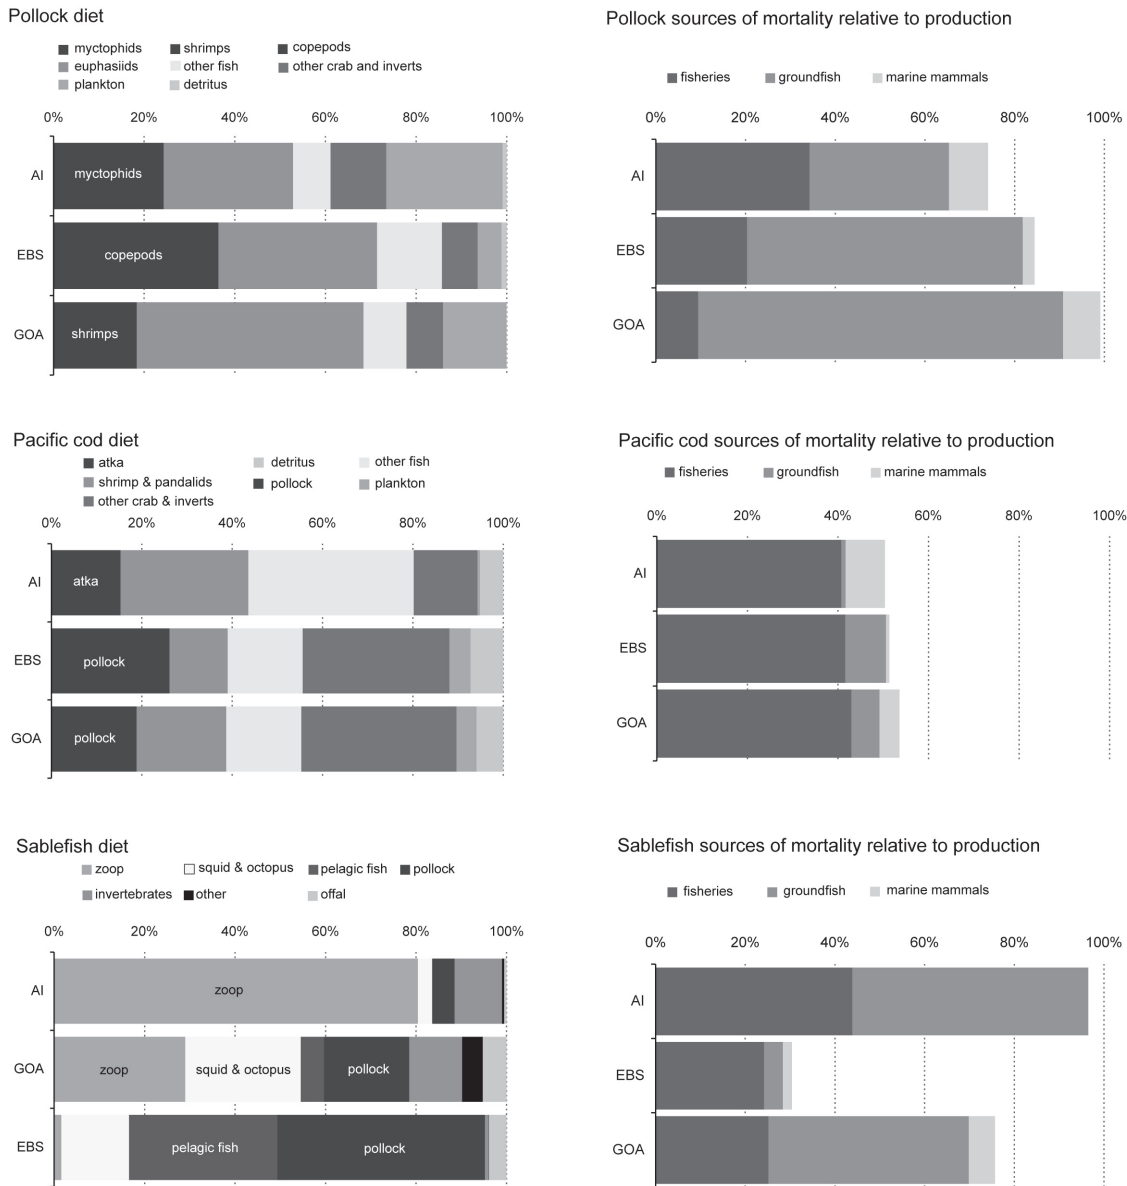 Pollock diet
myctophids shrimps copepods
euphasiids other fish other crab and inverts
plankton detritus
0% 20% 40% 60% 80% 100%
AI myctophids
EBS copepods
GOA shrimps
Pollock sources of mortality relative to production
fisheries groundfish marine mammals
0% 20% 40% 60% 80% 100%
AI
EBS
GOA
Pacific cod diet
atka detritus other fish
shrimp & pandalids pollock plankton
other crab & inverts
0% 20% 40% 60% 80% 100%
AI atka
EBS pollock
GOA pollock
Pacific cod sources of mortality relative to production
fisheries groundfish marine mammals
0% 20% 40% 60% 80% 100%
AI
EBS
GOA
Sablefish diet
zoop squid & octopus pelagic fish pollock
invertebrates other offal
0% 20% 40% 60% 80% 100%
AI zoop
GOA zoop squid & octopus pollock
EBS pelagic fish pollock
Sablefish sources of mortality relative to production
fisheries groundfish marine mammals
0% 20% 40% 60% 80% 100%
AI
EBS
GOA